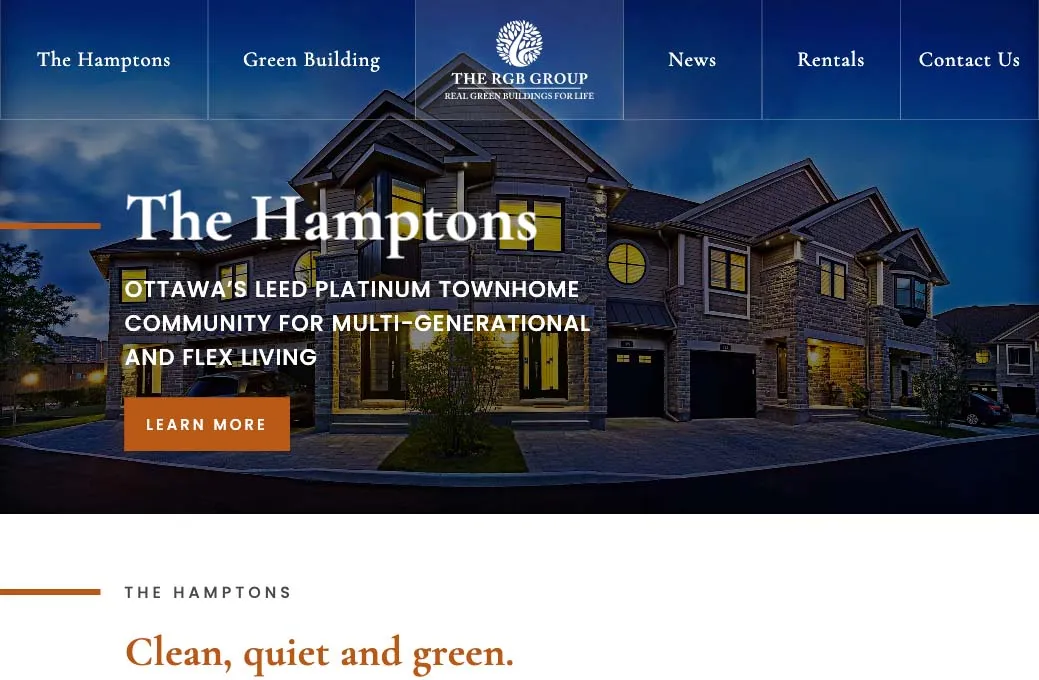 The Hamptons
Green Building
THE RGB GROUP
REAL GREEN BUILDINGS FOR LIFE
News
Rentals
Contact Us
The Hamptons
OTTAWA'S LEED PLATINUM TOWNHOME
COMMUNITY FOR MULTI-GENERATIONAL
AND FLEX LIVING
LEARN MORE
THE HAMPTONS
Clean, quiet and green.